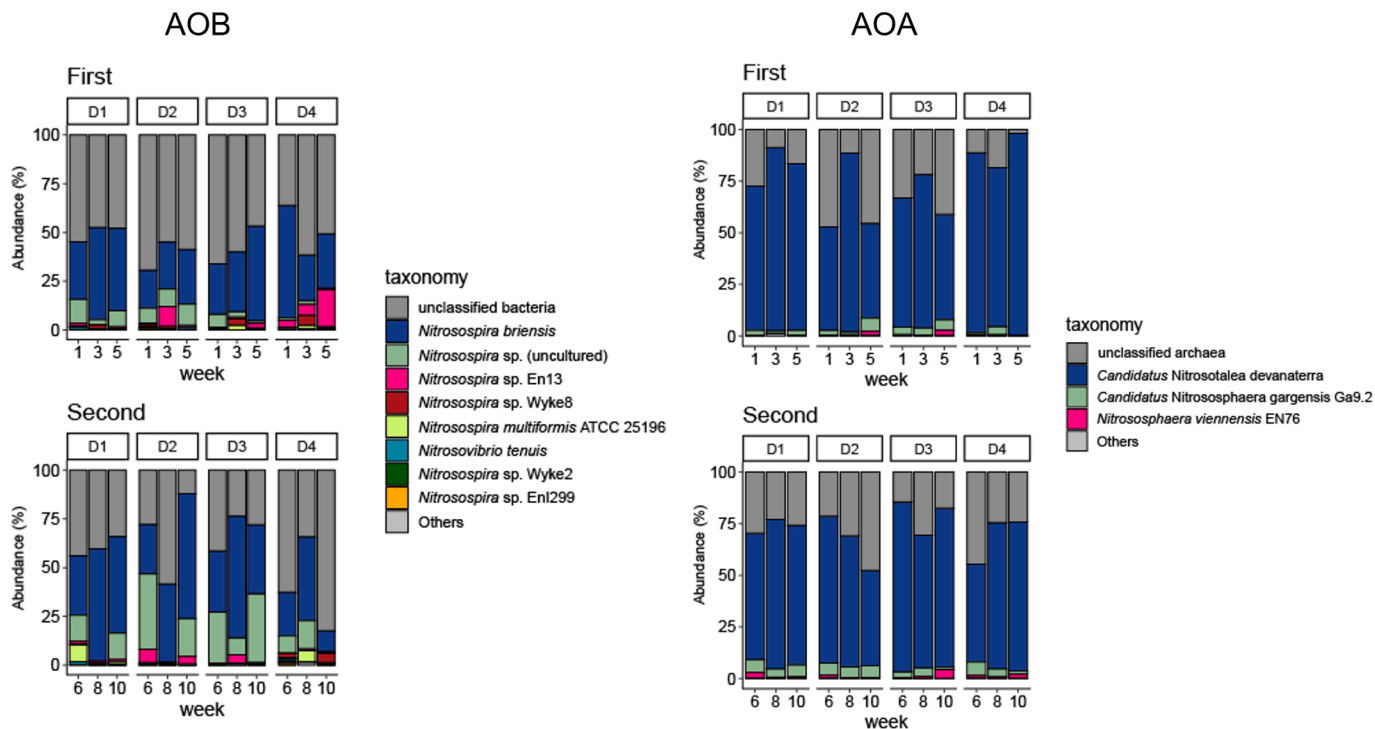 AOB
First
D1 D2 D3 D4
Abundance (%)
100
75
50
25
0
1 3 5 1 3 5 1 3 5 1 3 5
week
Second
D1 D2 D3 D4
Abundance (%)
100
75
50
25
0
6 8 10 6 8 10 6 8 10 6 8 10
week
taxonomy
unclassified bacteria
Nitrosospira briensis
Nitrosospira sp. (uncultured)
Nitrosospira sp. En13
Nitrosospira sp. Wyke8
Nitrosospira multiformis ATCC 25196
Nitrosovibrio tenuis
Nitrosospira sp. Wyke2
Nitrosospira sp. EnI299
Others
AOA
First
D1 D2 D3 D4
Abundance (%)
100
75
50
25
0
1 3 5 1 3 5 1 3 5 1 3 5
week
Second
D1 D2 D3 D4
Abundance (%)
100
75
50
25
0
6 8 10 6 8 10 6 8 10 6 8 10
week
taxonomy
unclassified archaea
Candidatus Nitrosotalea devanaterra
Candidatus Nitrososphaera gargensis Ga9.2
Nitrososphaera viennensis EN76
Others